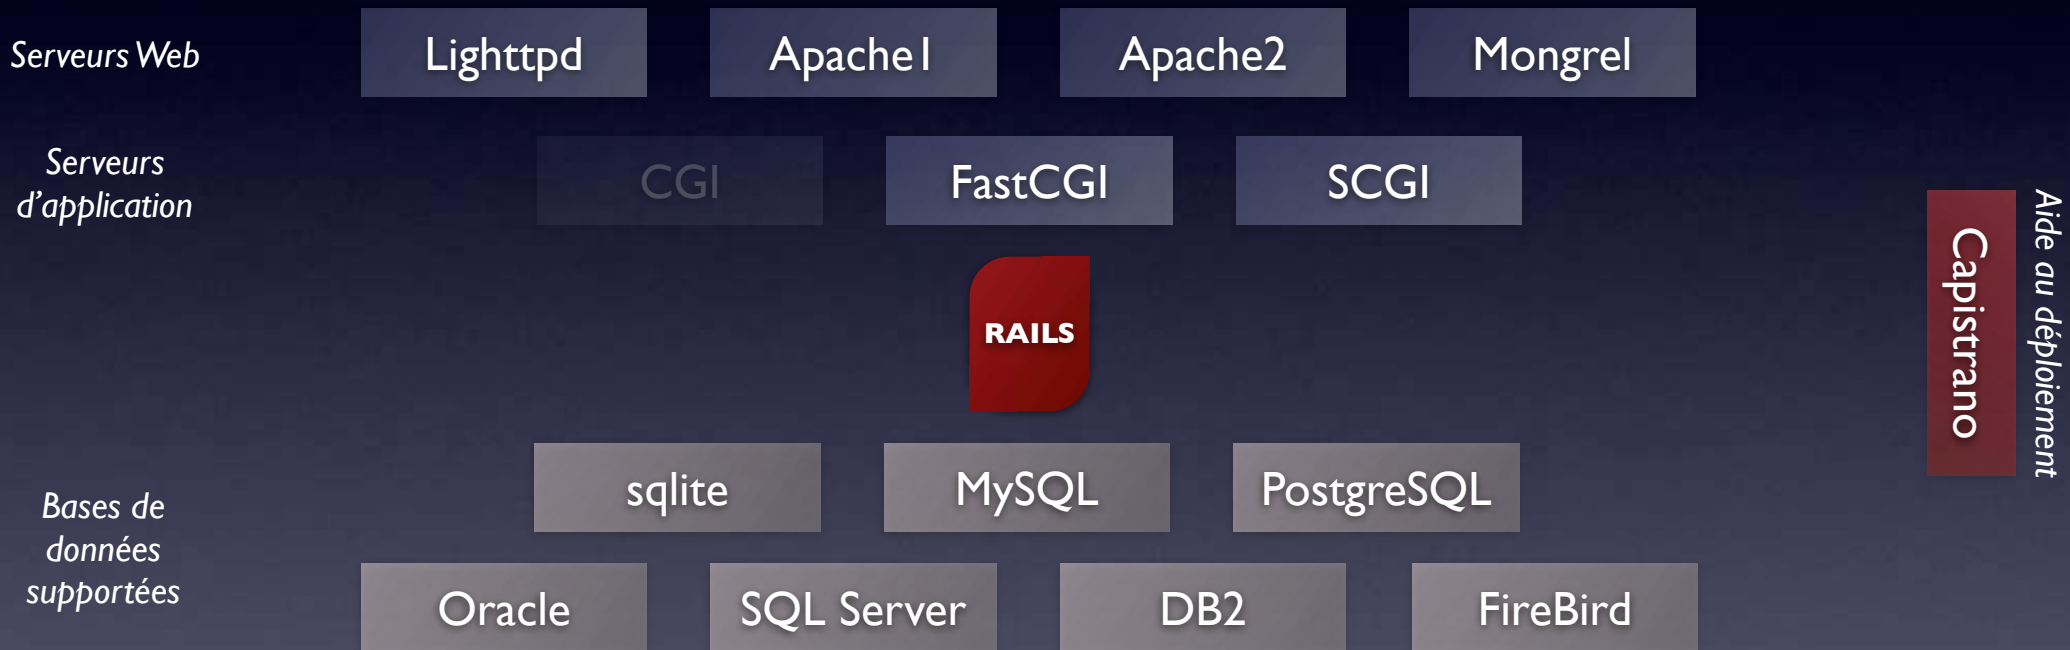 Serveurs Web
Lighttpd
Apache1
Apache2
Mongrel
Serveurs
d’application
CGI
FastCGI
SCGI
RAILS
Capistrano
Aide au déploiement
Bases de
données
supportées
sqlite
MySQL
PostgreSQL
Oracle
SQL Server
DB2
FireBird